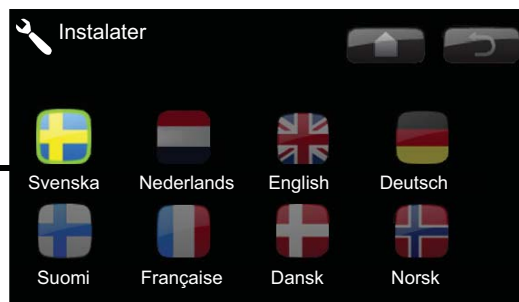 Instalater
Svenska Nederlands English Deutsch
Suomi Française Dansk Norsk